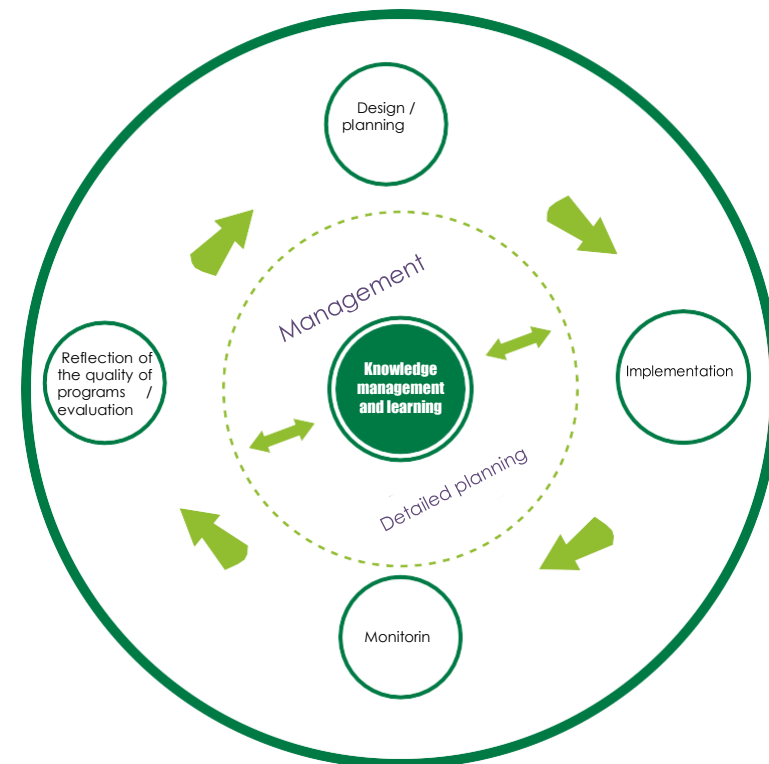 Design /
planning
Management
Knowledge
management
and learning
Reflection of
the quality of
programs /
evaluation
Implementation
Detailed planning
Monitorin